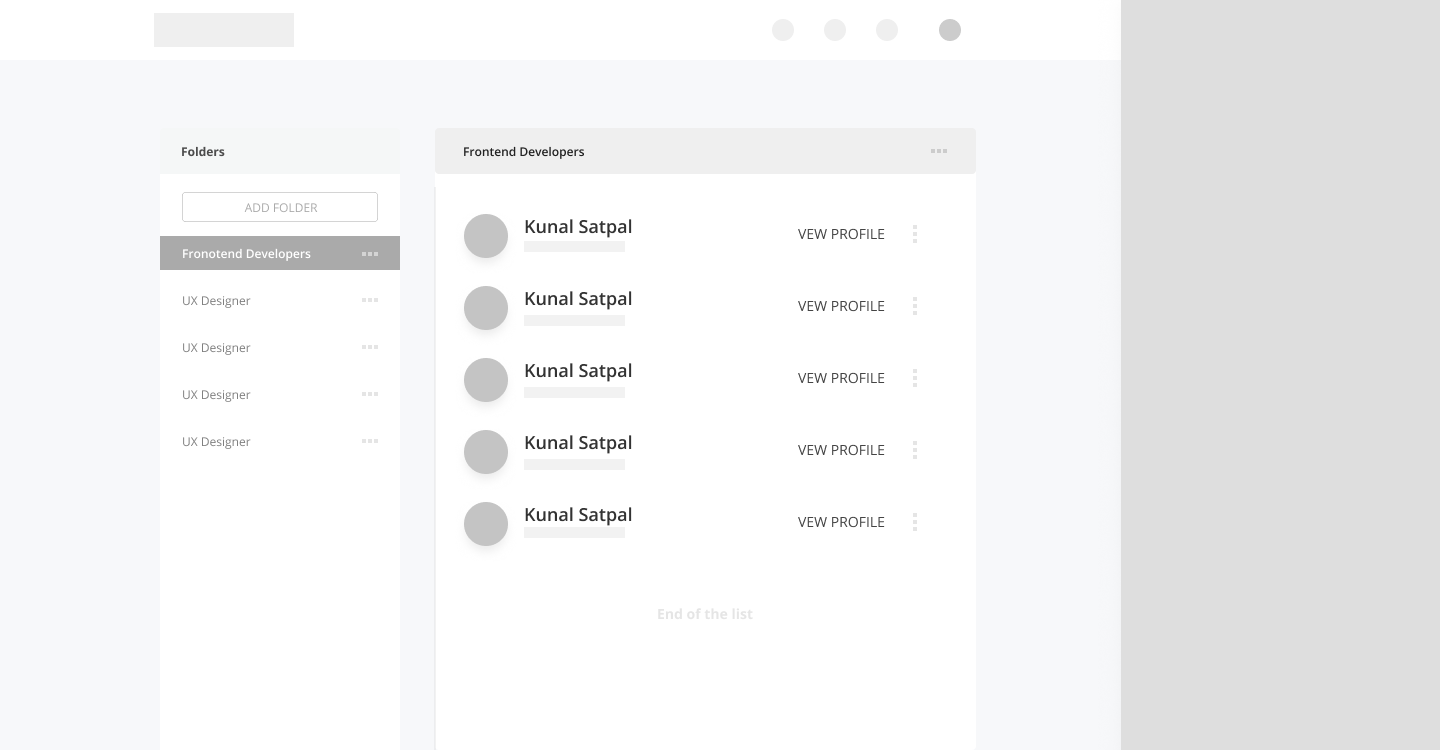 Folders
ADD FOLDER
Fronotend Developers
UX Designer
UX Designer
UX Designer
UX Designer
Frontend Developers
Kunal Satpal
VEW PROFILE
Kunal Satpal
VEW PROFILE
Kunal Satpal
VEW PROFILE
Kunal Satpal
VEW PROFILE
Kunal Satpal
VEW PROFILE
End of the list